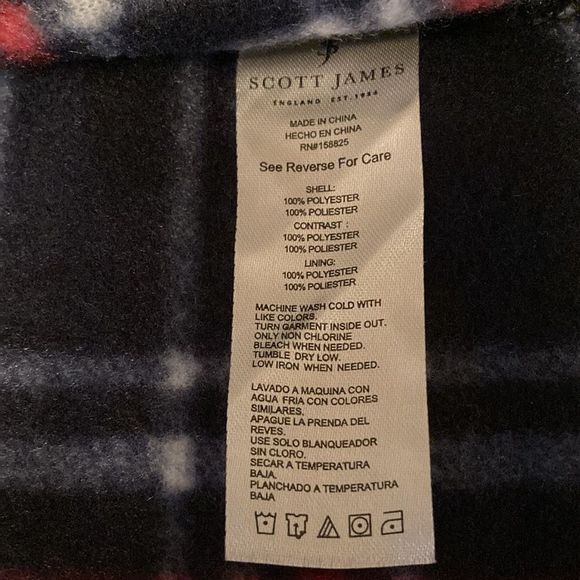 SCOTT JAMES
ENGLAND EST.1986
MADE IN CHINA
HECHO EN CHINA
RN#158825
See Reverse For Care
SHELL:
100% POLYESTER
100% POLIESTER
CONTRAST :
100% POLYESTER
100% POLIESTER
LINING:
100% POLYESTER
100% POLIESTER
MACHINE WASH COLD WITH
LIKE COLORS.
TURN GARMENT INSIDE OUT.
ONLY NON CHLORINE
BLEACH WHEN NEEDED.
TUMBLE DRY LOW.
LOW IRON WHEN NEEDED.
LAVADO A MAQUINA CON
AGUA FRIA CON COLORES
SIMILARES.
APAGUE LA PRENDA DEL
REVES.
USE SOLO BLANQUEADOR
SIN CLORO.
SECAR A TEMPERATURA
BAJA.
PLANCHADO A TEMPERATURA
BAJA